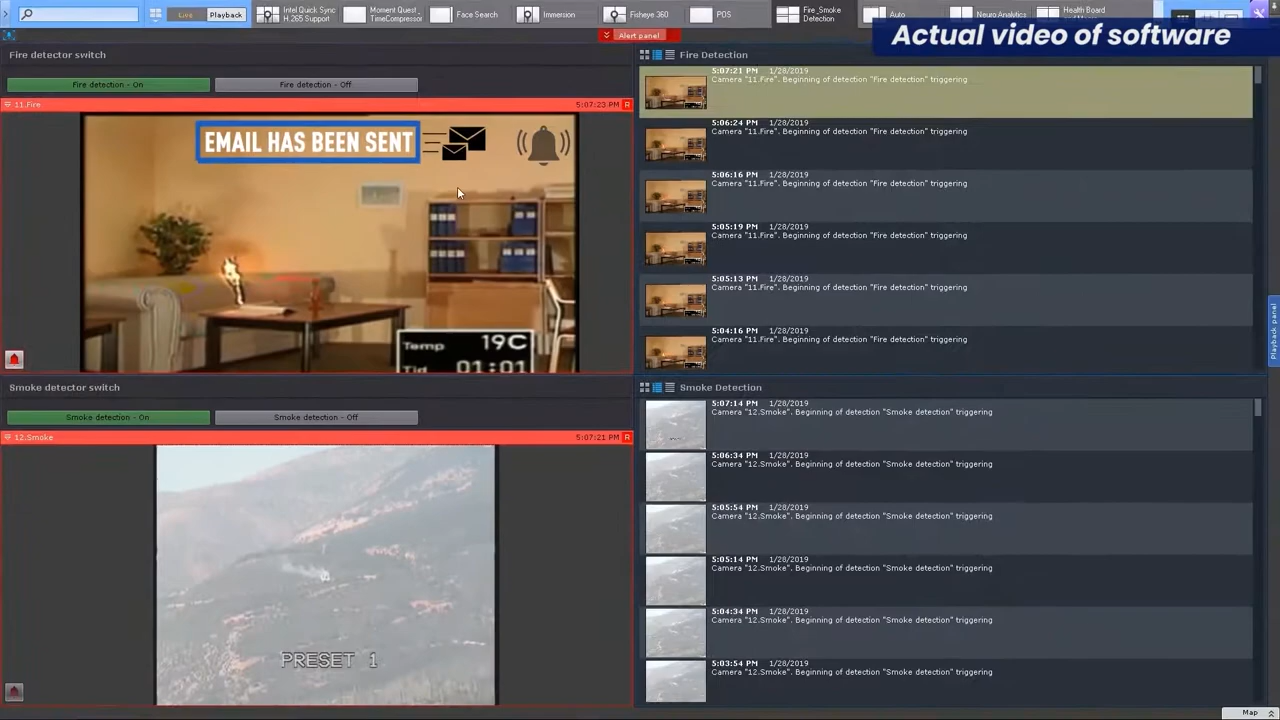 Live
Playback
Intel Quick Sync
H.265 Support
Moment Quest
TimeCompressor
Face Search
Immersion
Fisheye 360
POS
Fire_Smoke
Detection
Auto
Neuro Analytics
Health Board
Actual video of software
Alert panel
Fire detector switch
Fire detection - On
Fire detection - Off
11.Fire
5:07:23 PM
R
EMAIL HAS BEEN SENT
Temp 19C
Tid 01:01
Fire Detection
5:07:21 PM 1/28/2019
Camera "11.Fire". Beginning of detection "Fire detection" triggering
5:06:24 PM 1/28/2019
Camera "11.Fire". Beginning of detection "Fire detection" triggering
5:06:16 PM 1/28/2019
Camera "11.Fire". Beginning of detection "Fire detection" triggering
5:05:19 PM 1/28/2019
Camera "11.Fire". Beginning of detection "Fire detection" triggering
5:05:13 PM 1/28/2019
Camera "11.Fire". Beginning of detection "Fire detection" triggering
5:04:16 PM 1/28/2019
Camera "11.Fire". Beginning of detection "Fire detection" triggering
Playback panel
Smoke detector switch
Smoke detection - On
Smoke detection - Off
12.Smoke
5:07:21 PM
R
PRESET 1
Smoke Detection
5:07:14 PM 1/28/2019
Camera "12.Smoke". Beginning of detection "Smoke detection" triggering
5:06:34 PM 1/28/2019
Camera "12.Smoke". Beginning of detection "Smoke detection" triggering
5:05:54 PM 1/28/2019
Camera "12.Smoke". Beginning of detection "Smoke detection" triggering
5:05:14 PM 1/28/2019
Camera "12.Smoke". Beginning of detection "Smoke detection" triggering
5:04:34 PM 1/28/2019
Camera "12.Smoke". Beginning of detection "Smoke detection" triggering
5:03:54 PM 1/28/2019
Camera "12.Smoke". Beginning of detection "Smoke detection" triggering
Map